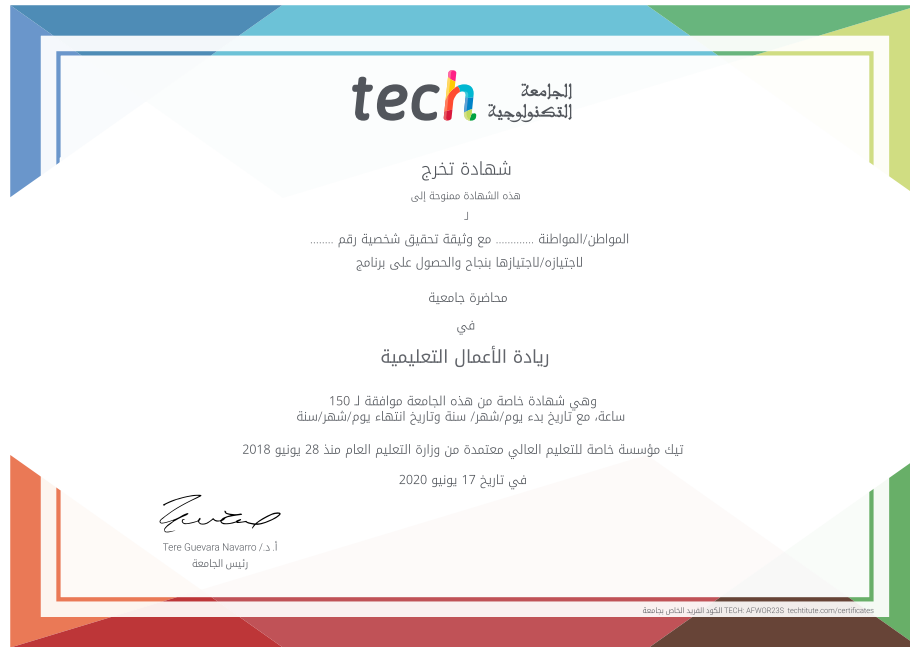 tech الجامعة
التكنولوجية
شهادة تخرج
هذه الشهادة ممنوحة إلى
لـ
المواطن/المواطنة ............. مع وثيقة تحقيق شخصية رقم ........
لاجتيازه/لاجتيازها بنجاح والحصول على برنامج
محاضرة جامعية
في
ريادة الأعمال التعليمية
وهي شهادة خاصة من هذه الجامعة موافقة لـ 150
ساعة، مع تاريخ بدء يوم/شهر/ سنة وتاريخ انتهاء يوم/شهر/سنة
تيك مؤسسة خاصة للتعليم العالي معتمدة من وزارة التعليم العام منذ 28 يونيو 2018
في تاريخ 17 يونيو 2020
أ.د./ Tere Guevara Navarro
رئيس الجامعة
الكود الفريد الخاص بجامعة TECH: AFWOR23S techtitute.com/certificates